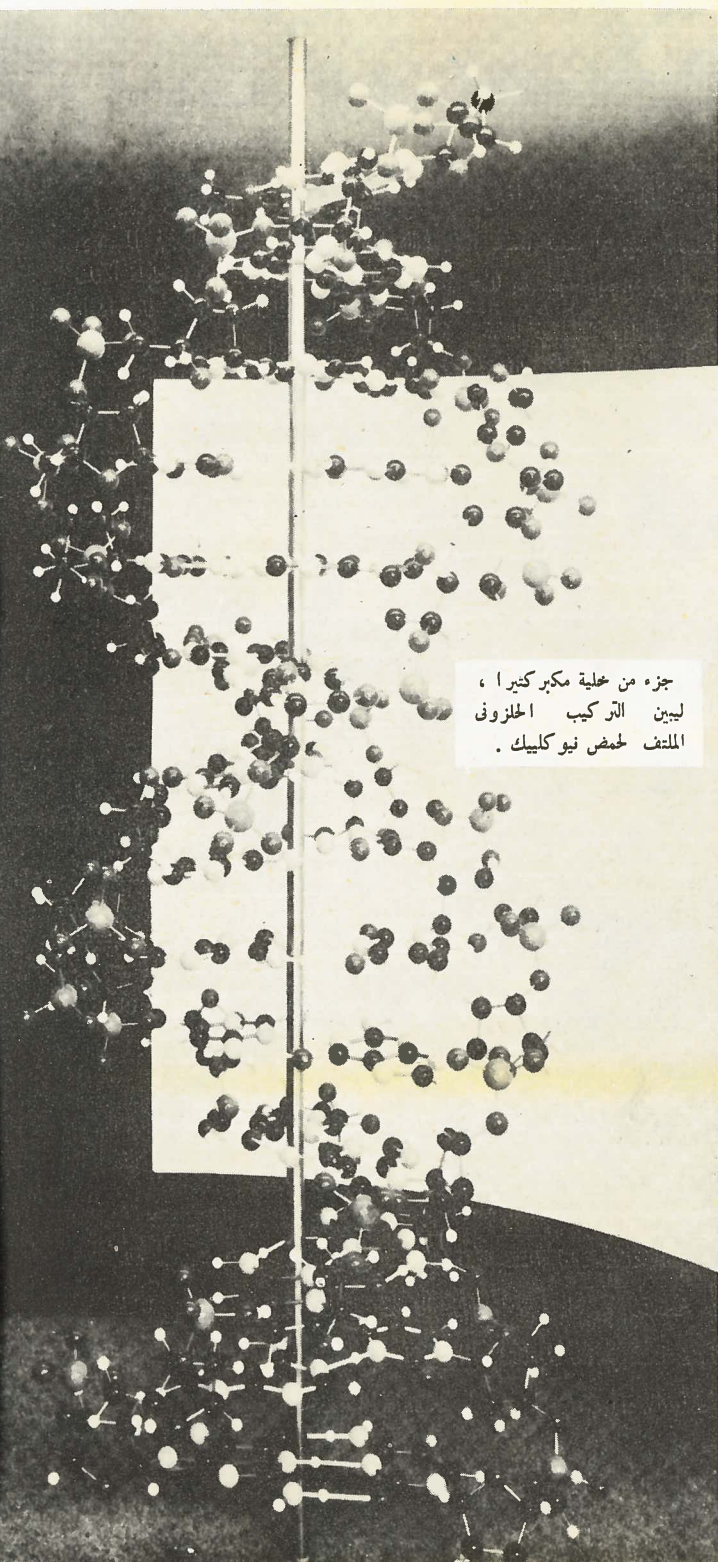 جزء من خلية مكبر كثيرا ،
ليبين التركيب الحلزونى
الملتف لحمض نيوكلييك .